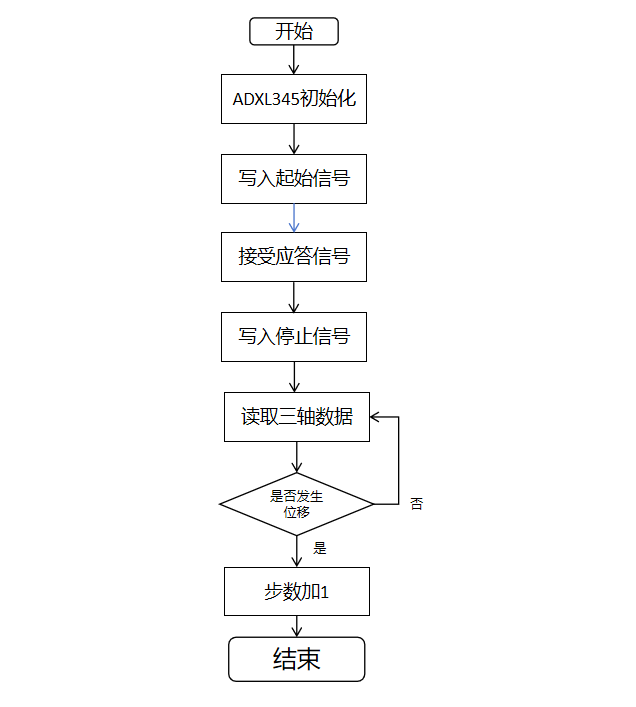 开始
ADXL345初始化
写入起始信号
接受应答信号
写入停止信号
读取三轴数据
是否发生
位移
否
是
步数加1
结束